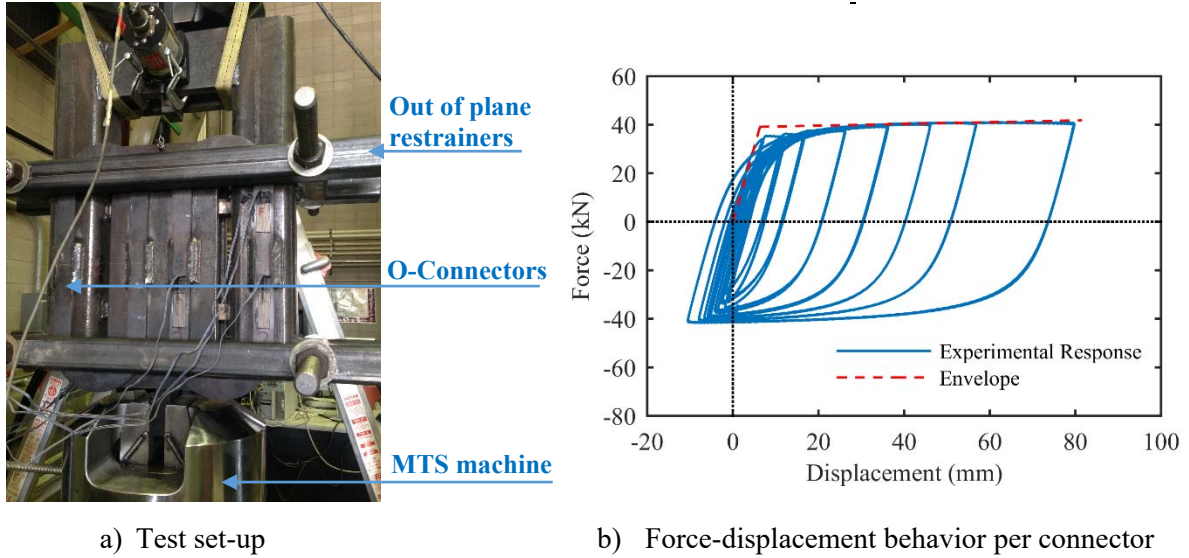 Out of plane
restrainers
O-Connectors
MTS machine
a) Test set-up
60
40
20
0
-20
-40
-60
-80
Force (kN)
Experimental Response
Envelope
-20 0 20 40 60 80 100
Displacement (mm)
b) Force-displacement behavior per connector